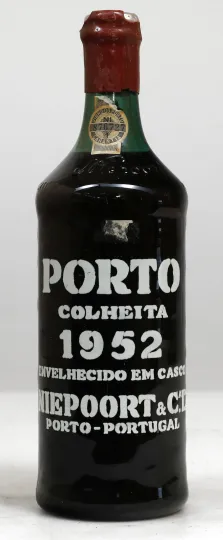 PORTO
COLHEITA
1952
ENVELHECIDO EM CASCO
NIEPOORT & C.
PORTO-PORTUGAL